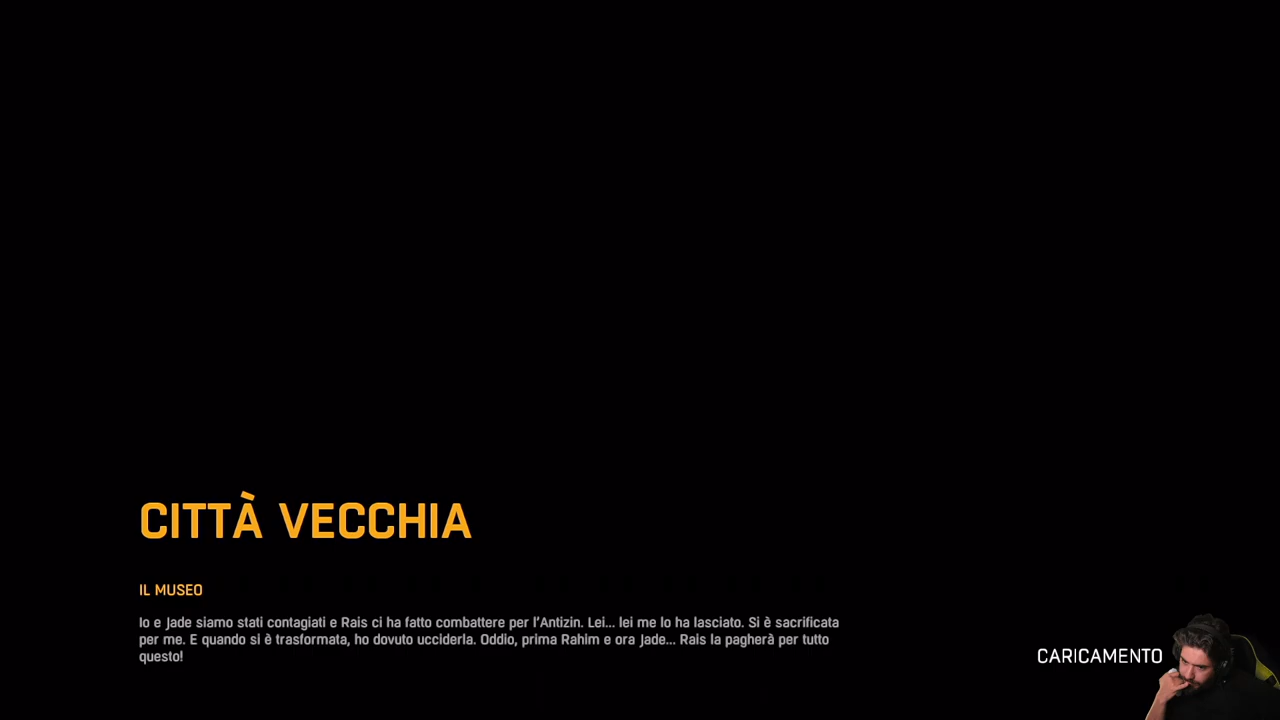 CITTÀ VECCHIA
IL MUSEO
Io e Jade siamo stati contagiati e Rais ci ha fatto combattere per l'Antizin. Lei... lei me lo ha lasciato. Si è sacrificata
per me. E quando si è trasformata, ho dovuto ucciderla. Oddio, prima Rahim e ora Jade... Rais la pagherà per tutto
questo!
CARICAMENTO